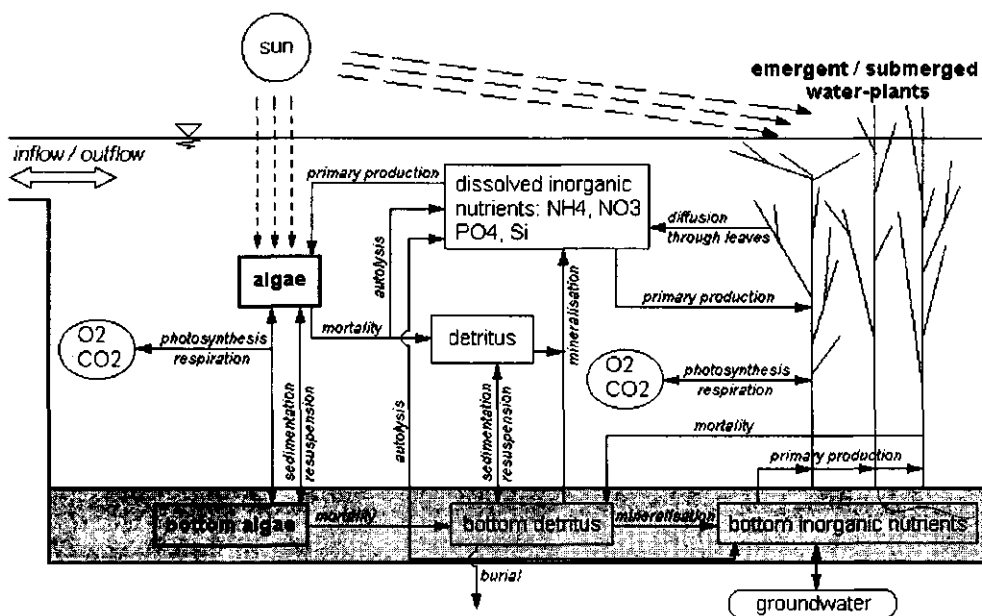 sun
emergent / submerged
water-plants
inflow / outflow
primary production
dissolved inorganic
nutrients: NH4, NO3
PO4, Si
diffusion
through leaves
autolysis
algae
primary production
mortality
detritus
mineralisation
O2
CO2
photosynthesis
respiration
O2
CO2
photosynthesis
respiration
sedimentation
resuspension
autolysis
sedimentation
resuspension
mortality
primary production
bottom algae
mortality
bottom detritus
mineralisation
bottom inorganic nutrients
burial
groundwater